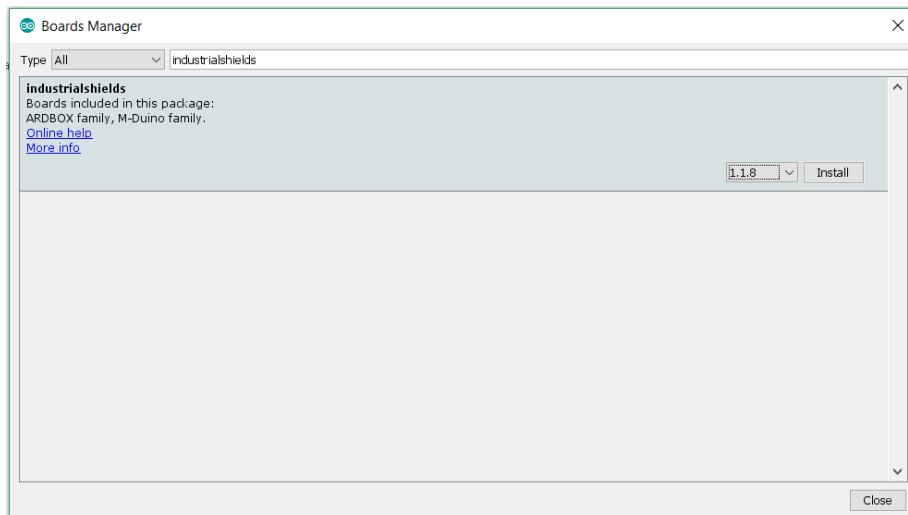 Boards Manager
Type All industrialshields
industrialshields
Boards included in this package:
ARDBOX family, M-Duino family.
Online help
More info
1.1.8 Install
Close